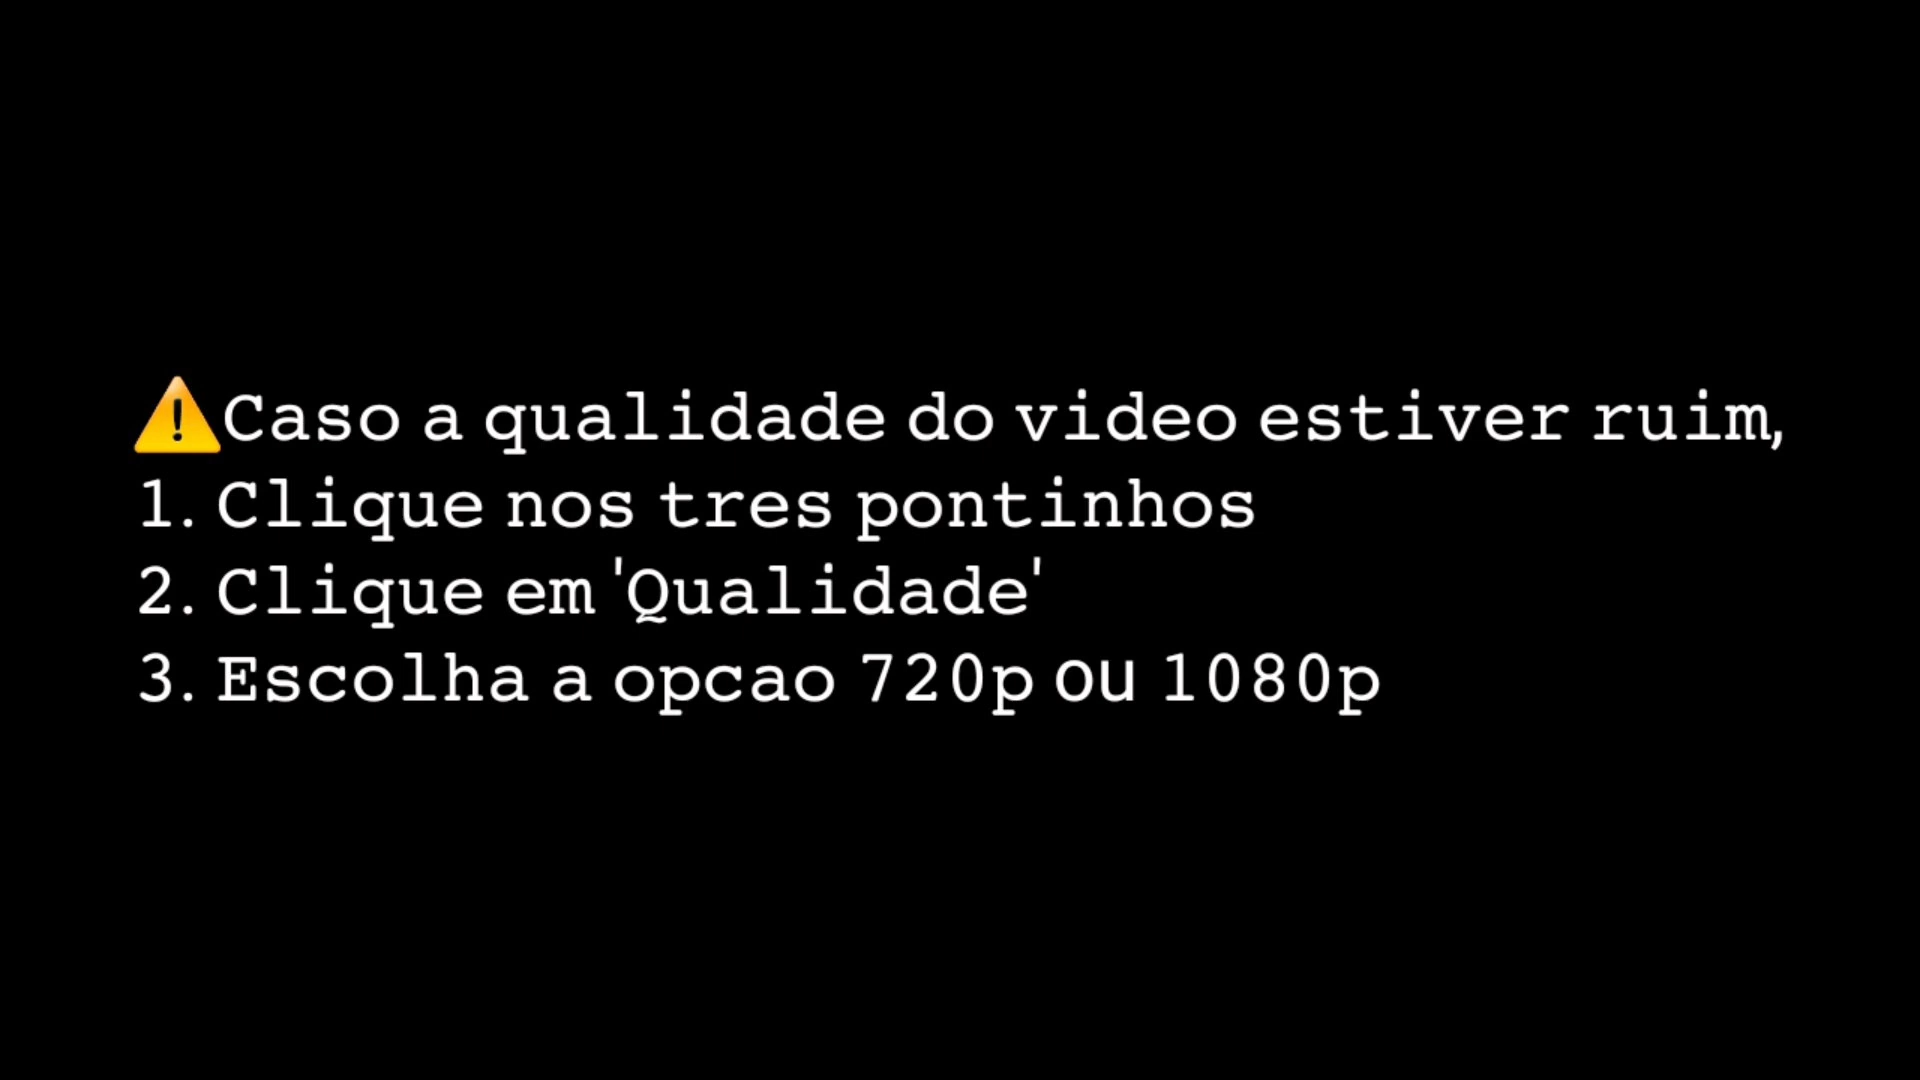 ⚠️Caso a qualidade do video estiver ruim,
1. Clique nos tres pontinhos
2. Clique em 'Qualidade'
3. Escolha a opcao 720p ou 1080p